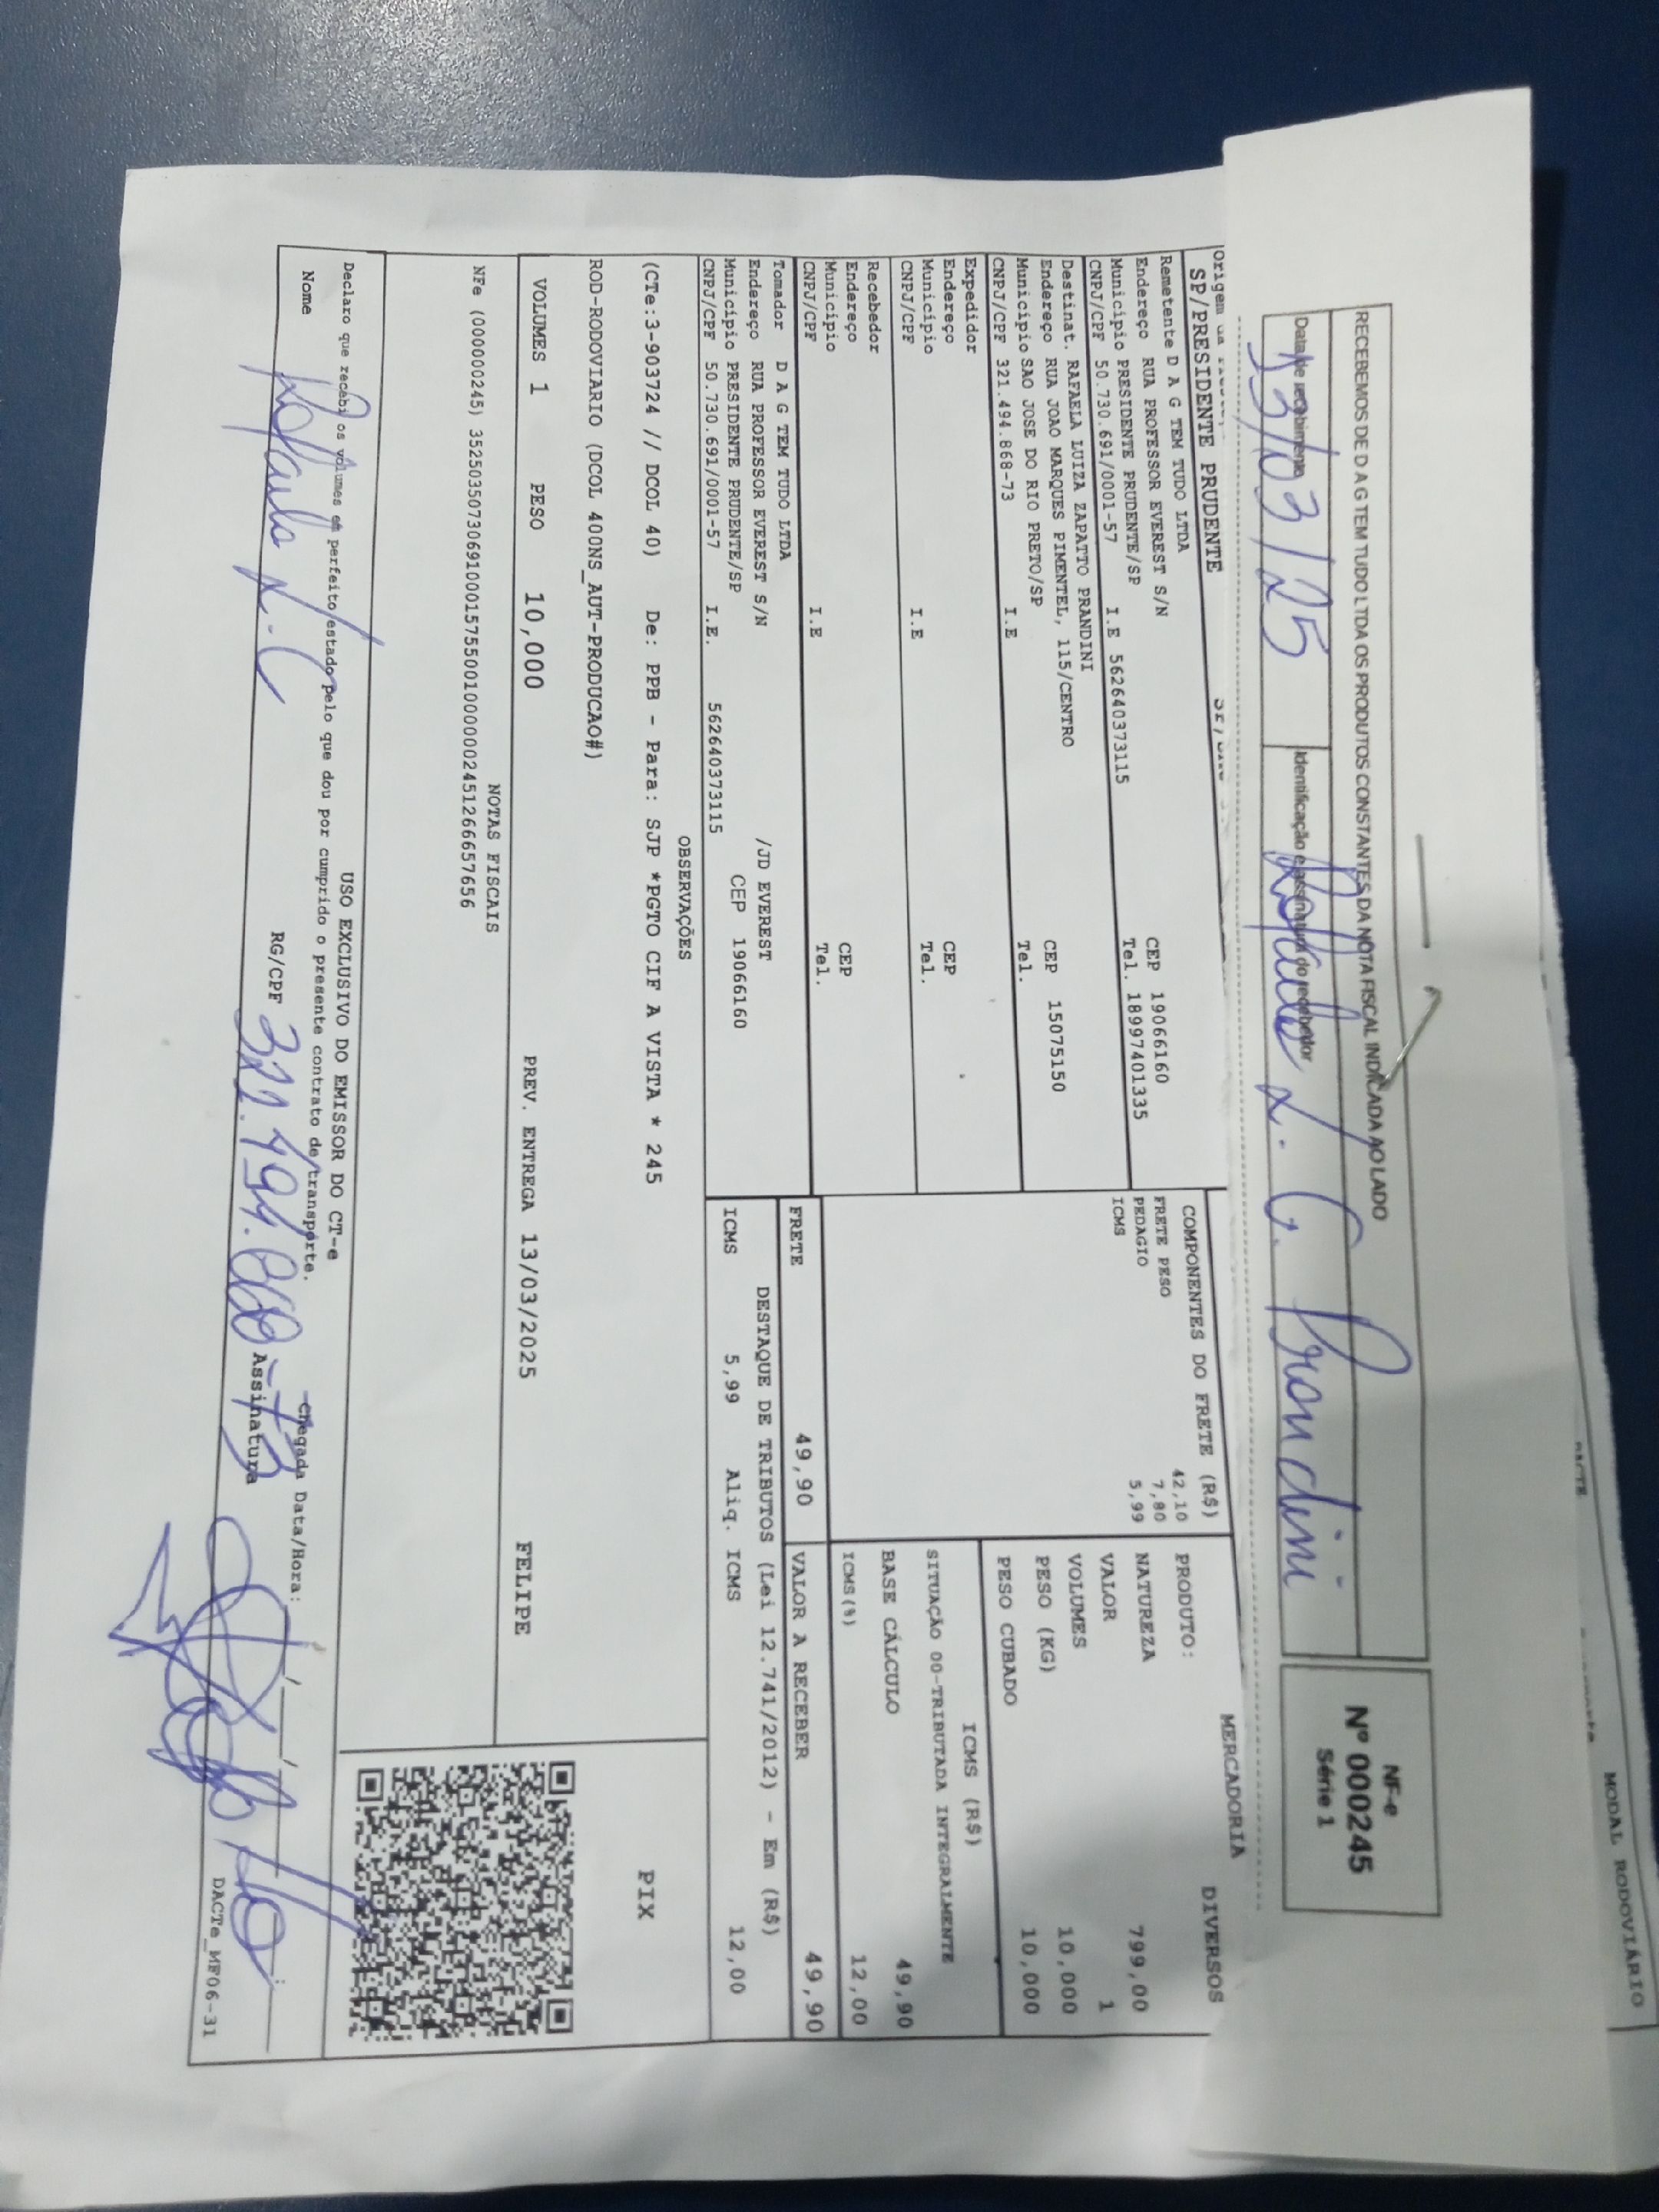 MODAL RODOVIÁRIO
DACTE
RECEBEMOS DE D A G TEM TUDO LTDA OS PRODUTOS CONSTANTES DA NOTA FISCAL INDICADA AO LADO
NF-e
Nº 000245
Série 1
Data de recebimento
Identificação e assinatura do recebedor
13/03/25
Prandini
Origem
SP/PRESIDENTE PRUDENTE
Remetente D A G TEM TUDO LTDA
Endereço RUA PROFESSOR EVEREST S/N
CEP 19066160
Município PRESIDENTE PRUDENTE/SP
Tel. 18997401335
CNPJ/CPF 50.730.691/0001-57 I.E 562640373115
Destinat. RAFAELA LUIZA ZAPATTO PRANDINI
Endereço RUA JOAO MARQUES PIMENTEL, 115/CENTRO
CEP 15075150
Município SAO JOSE DO RIO PRETO/SP
Tel.
CNPJ/CPF 321.494.868-73 I.E
Expedidor
Endereço
CEP
Município
Tel.
CNPJ/CPF I.E
Recebedor
Endereço
CEP
Município
Tel.
CNPJ/CPF I.E
Tomador D A G TEM TUDO LTDA
Endereço RUA PROFESSOR EVEREST S/N /JD EVEREST
Município PRESIDENTE PRUDENTE/SP CEP 19066160
CNPJ/CPF 50.730.691/0001-57 I.E. 562640373115
COMPONENTES DO FRETE (R$)
FRETE PESO 42,10
PEDAGIO 7,80
ICMS 5,99
MERCADORIA
PRODUTO: DIVERSOS
NATUREZA
VALOR 799,00
VOLUMES 1
PESO (KG) 10,000
PESO CUBADO 10,000
ICMS (R$)
SITUAÇÃO 00-TRIBUTADA INTEGRALMENTE
BASE CÁLCULO 49,90
ICMS(%) 12,00
FRETE 49,90
VALOR A RECEBER 49,90
DESTAQUE DE TRIBUTOS (Lei 12.741/2012) - Em (R$)
ICMS 5,99 Aliq. ICMS 12,00
OBSERVAÇÕES
(CTe:3-903724 // DCOL 40) De: PPB - Para: SJP *PGTO CIF A VISTA * 245
ROD-RODOVIARIO (DCOL 400NS_AUT-PRODUCAO#)
PIX
VOLUMES 1 PESO 10,000 PREV. ENTREGA 13/03/2025 FELIPE
NOTAS FISCAIS
NFe (000000245) 35250350730691000157550010000002451266657656
USO EXCLUSIVO DO EMISSOR DO CT-e
Declaro que recebi os volumes em perfeito estado pelo que dou por cumprido o presente contrato de transporte.
Chegada Data/Hora:
Nome
RG/CPF 321.494.868-73
Assinatura
DACTe_MF06-31